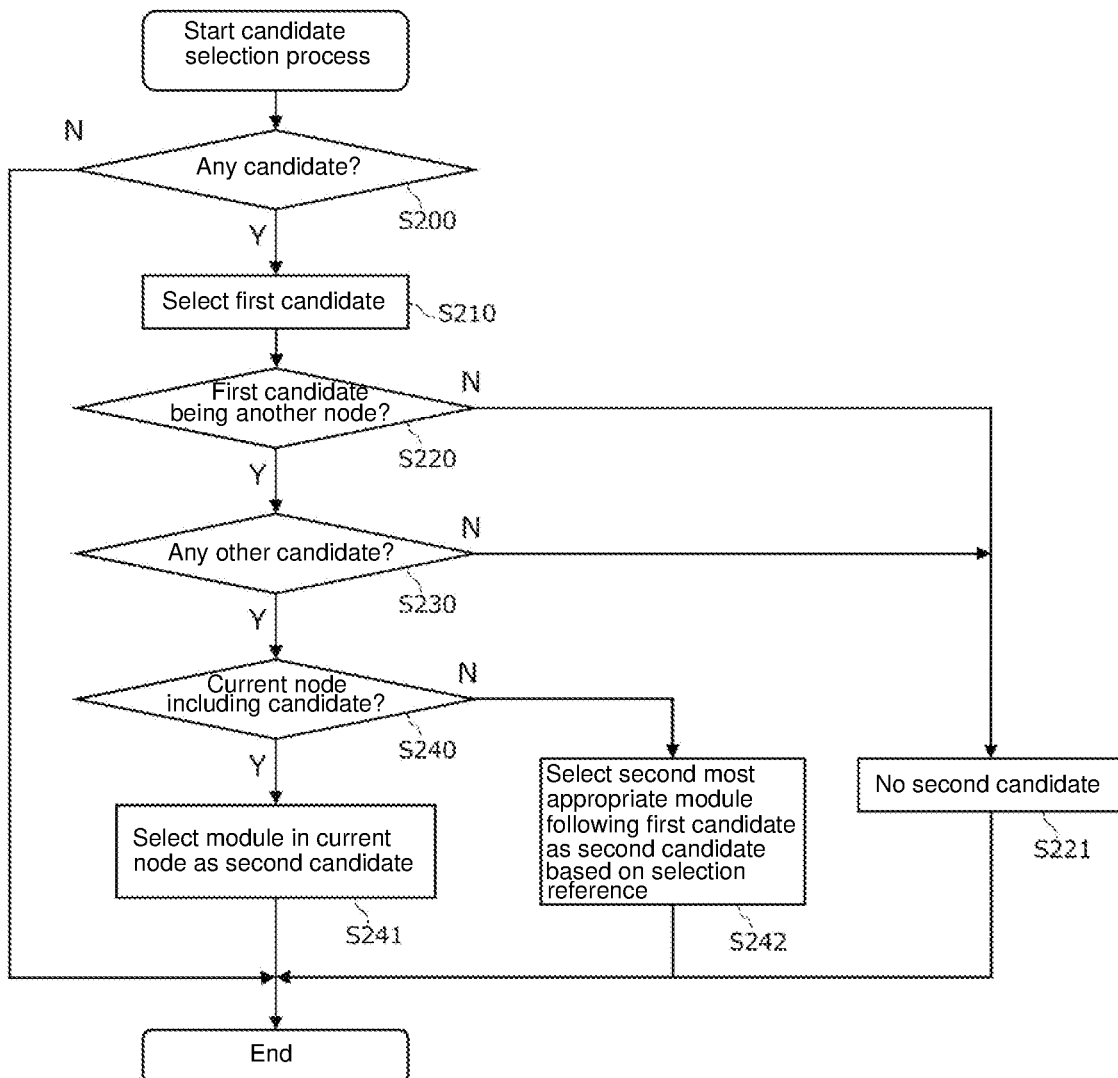 Start candidate
selection process
N
Any candidate?
S200
Y
Select first candidate
S210
First candidate
being another node?
N
S220
Y
Any other candidate?
N
S230
Y
Current node
including candidate?
N
S240
Y
Select module in current
node as second candidate
S241
Select second most
appropriate module
following first candidate
as second candidate
based on selection
reference
S242
No second candidate
S221
End